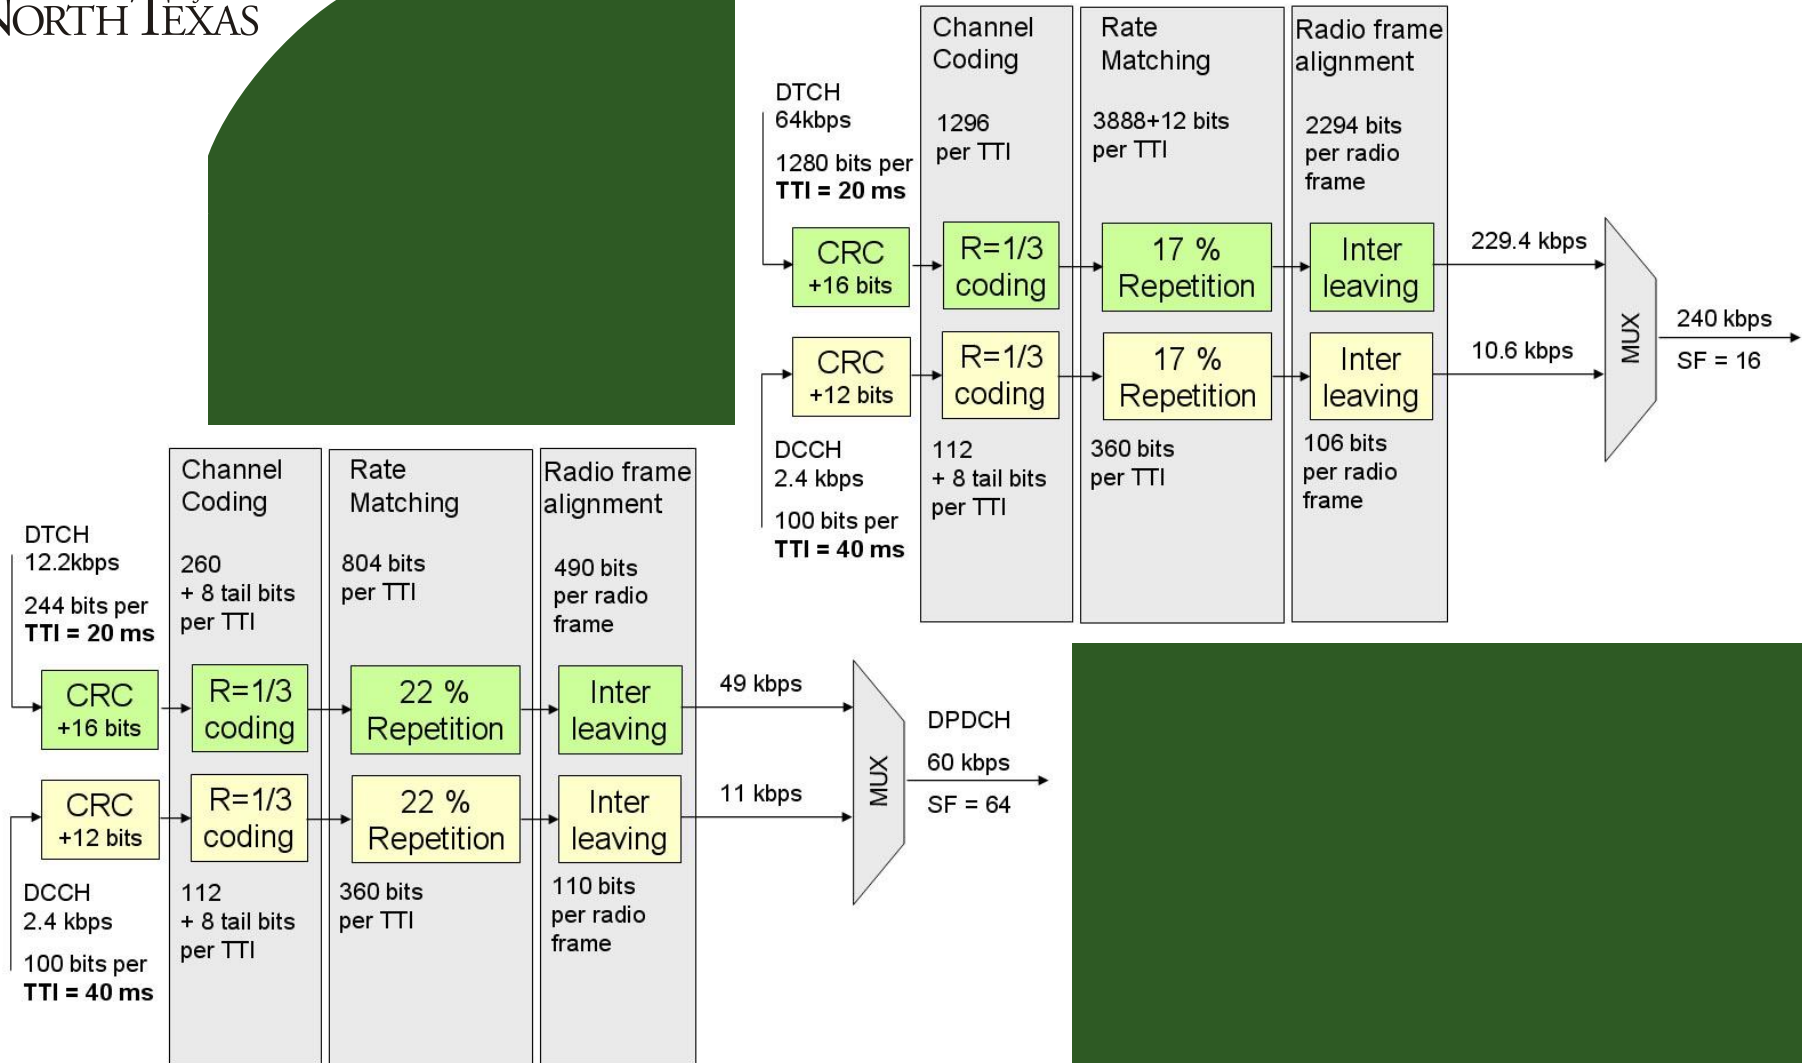 NORTH TEXAS
Channel
Coding
Rate
Matching
Radio frame
alignment
DTCH
64kbps
1280 bits per
TTI = 20 ms
1296
per TTI
3888+12 bits
per TTI
2294 bits
per radio
frame
CRC
+16 bits
R=1/3
coding
17 %
Repetition
Inter
leaving
229.4 kbps
CRC
+12 bits
R=1/3
coding
17 %
Repetition
Inter
leaving
10.6 kbps
MUX
240 kbps
SF = 16
DCCH
2.4 kbps
100 bits per
TTI = 40 ms
112
+ 8 tail bits
per TTI
360 bits
per TTI
106 bits
per radio
frame
Channel
Coding
Rate
Matching
Radio frame
alignment
DTCH
12.2kbps
244 bits per
TTI = 20 ms
260
+ 8 tail bits
per TTI
804 bits
per TTI
490 bits
per radio
frame
CRC
+16 bits
R=1/3
coding
22 %
Repetition
Inter
leaving
49 kbps
CRC
+12 bits
R=1/3
coding
22 %
Repetition
Inter
leaving
11 kbps
MUX
DPDCH
60 kbps
SF = 64
DCCH
2.4 kbps
100 bits per
TTI = 40 ms
112
+ 8 tail bits
per TTI
360 bits
per TTI
110 bits
per radio
frame